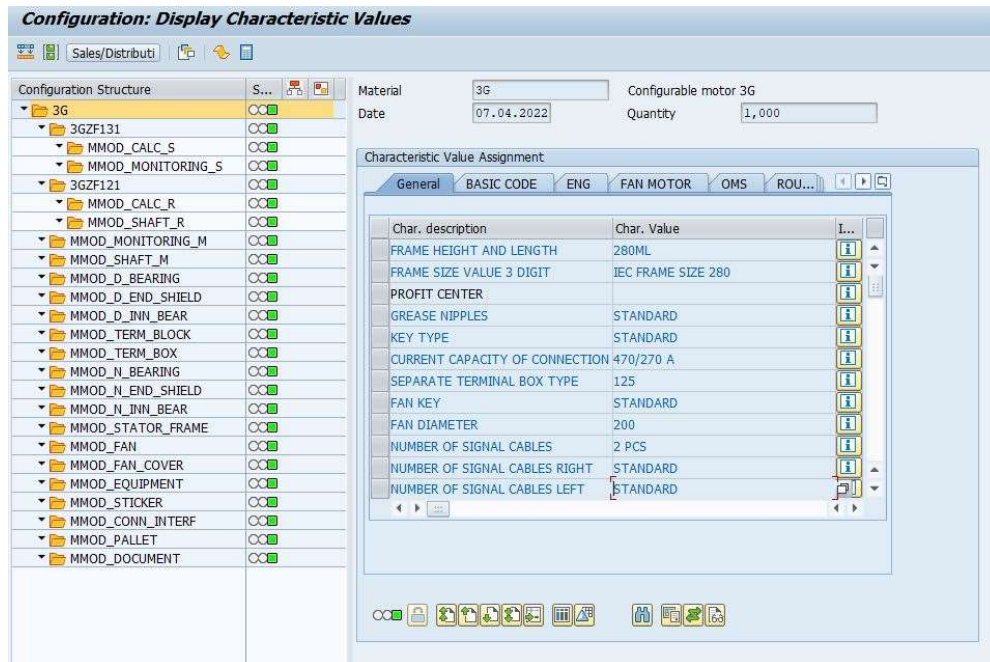 Configuration: Display Characteristic Values
Sales/Distributi
Configuration Structure S...
3G
3GZF131
MMOD_CALC_S
MMOD_MONITORING_S
3GZF121
MMOD_CALC_R
MMOD_SHAFT_R
MMOD_MONITORING_M
MMOD_SHAFT_M
MMOD_D_BEARING
MMOD_D_END_SHIELD
MMOD_D_INN_BEAR
MMOD_TERM_BLOCK
MMOD_TERM_BOX
MMOD_N_BEARING
MMOD_N_END_SHIELD
MMOD_N_INN_BEAR
MMOD_STATOR_FRAME
MMOD_FAN
MMOD_FAN_COVER
MMOD_EQUIPMENT
MMOD_STICKER
MMOD_CONN_INTERF
MMOD_PALLET
MMOD_DOCUMENT
Material 3G Configurable motor 3G
Date 07.04.2022 Quantity 1,000
Characteristic Value Assignment
General BASIC CODE ENG FAN MOTOR OMS ROU...
Char. description Char. Value I...
FRAME HEIGHT AND LENGTH 280ML
FRAME SIZE VALUE 3 DIGIT IEC FRAME SIZE 280
PROFIT CENTER
GREASE NIPPLES STANDARD
KEY TYPE STANDARD
CURRENT CAPACITY OF CONNECTION 470/270 A
SEPARATE TERMINAL BOX TYPE 125
FAN KEY STANDARD
FAN DIAMETER 200
NUMBER OF SIGNAL CABLES 2 PCS
NUMBER OF SIGNAL CABLES RIGHT STANDARD
NUMBER OF SIGNAL CABLES LEFT STANDARD